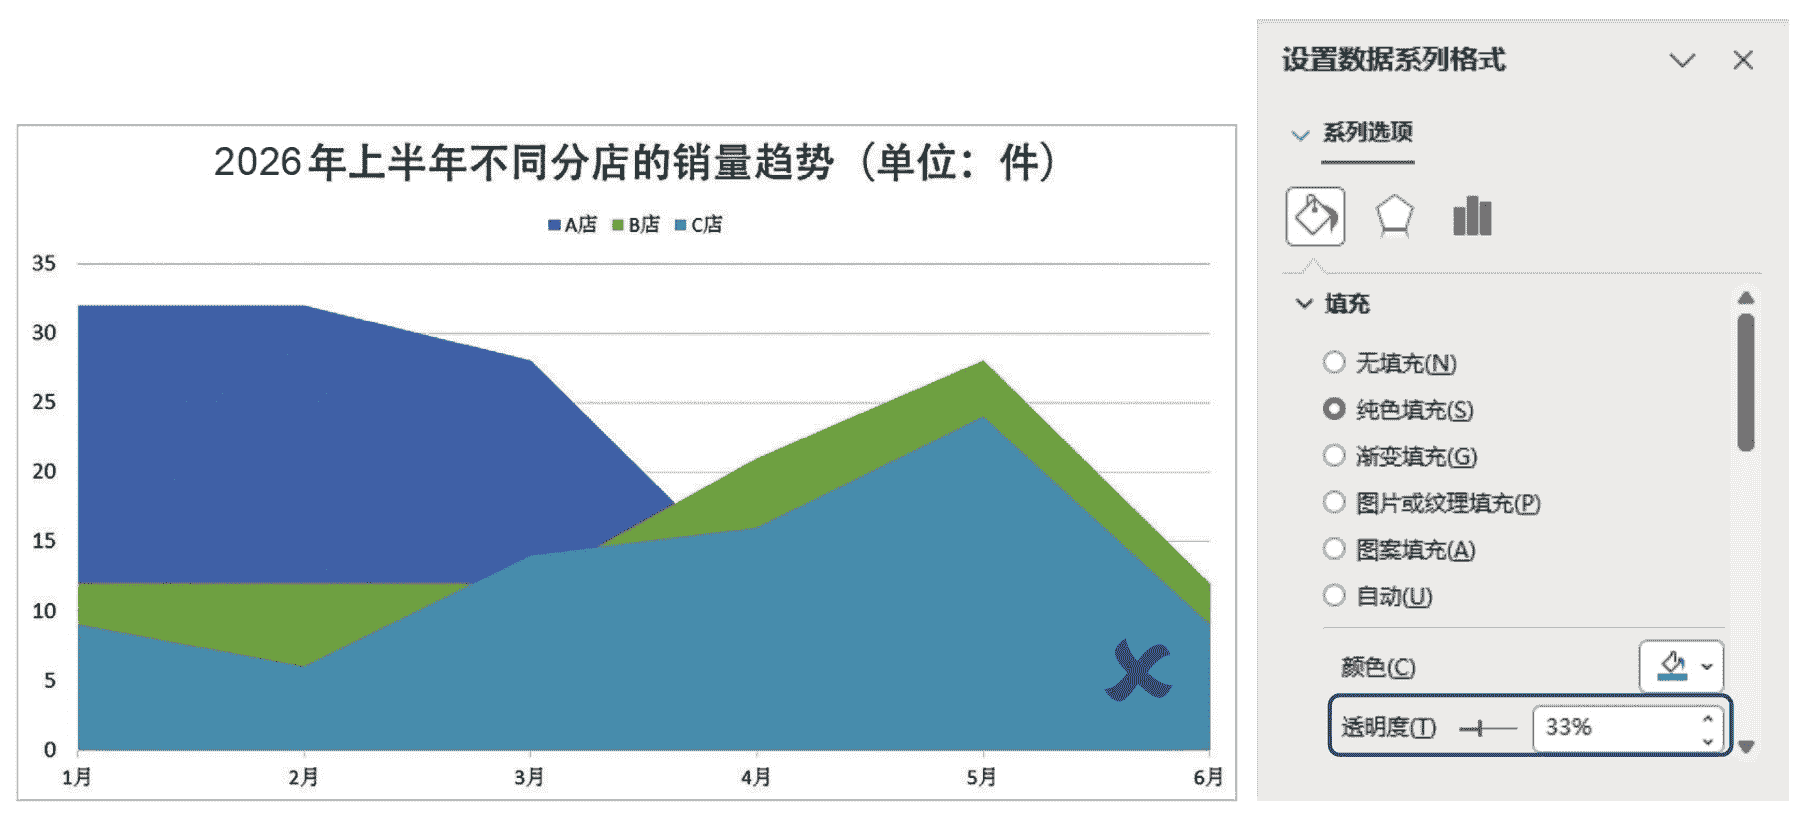 2026年上半年不同分店的销量趋势（单位：件）
A店 B店 C店
35
30
25
20
15
10
5
0
1月 2月 3月 4月 5月 6月
设置数据系列格式
系列选项
填充
无填充(N)
纯色填充(S)
渐变填充(G)
图片或纹理填充(P)
图案填充(A)
自动(U)
颜色(C)
透明度(T) 33%